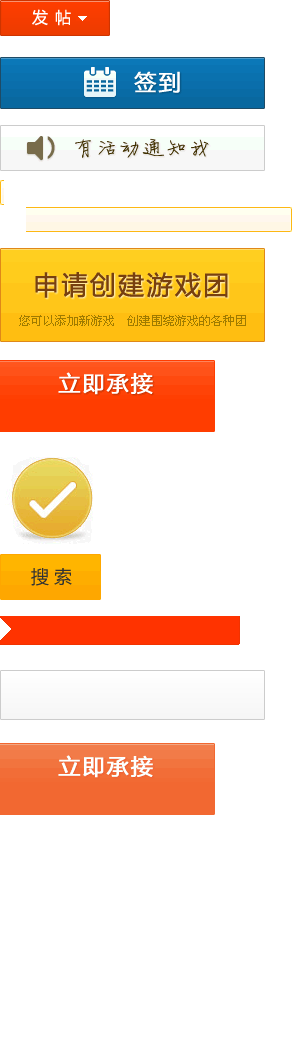 发帖
签到
有活动通知我
申请创建游戏团
您可以添加新游戏 创建围绕游戏的各种团
立即承接
搜索
立即承接